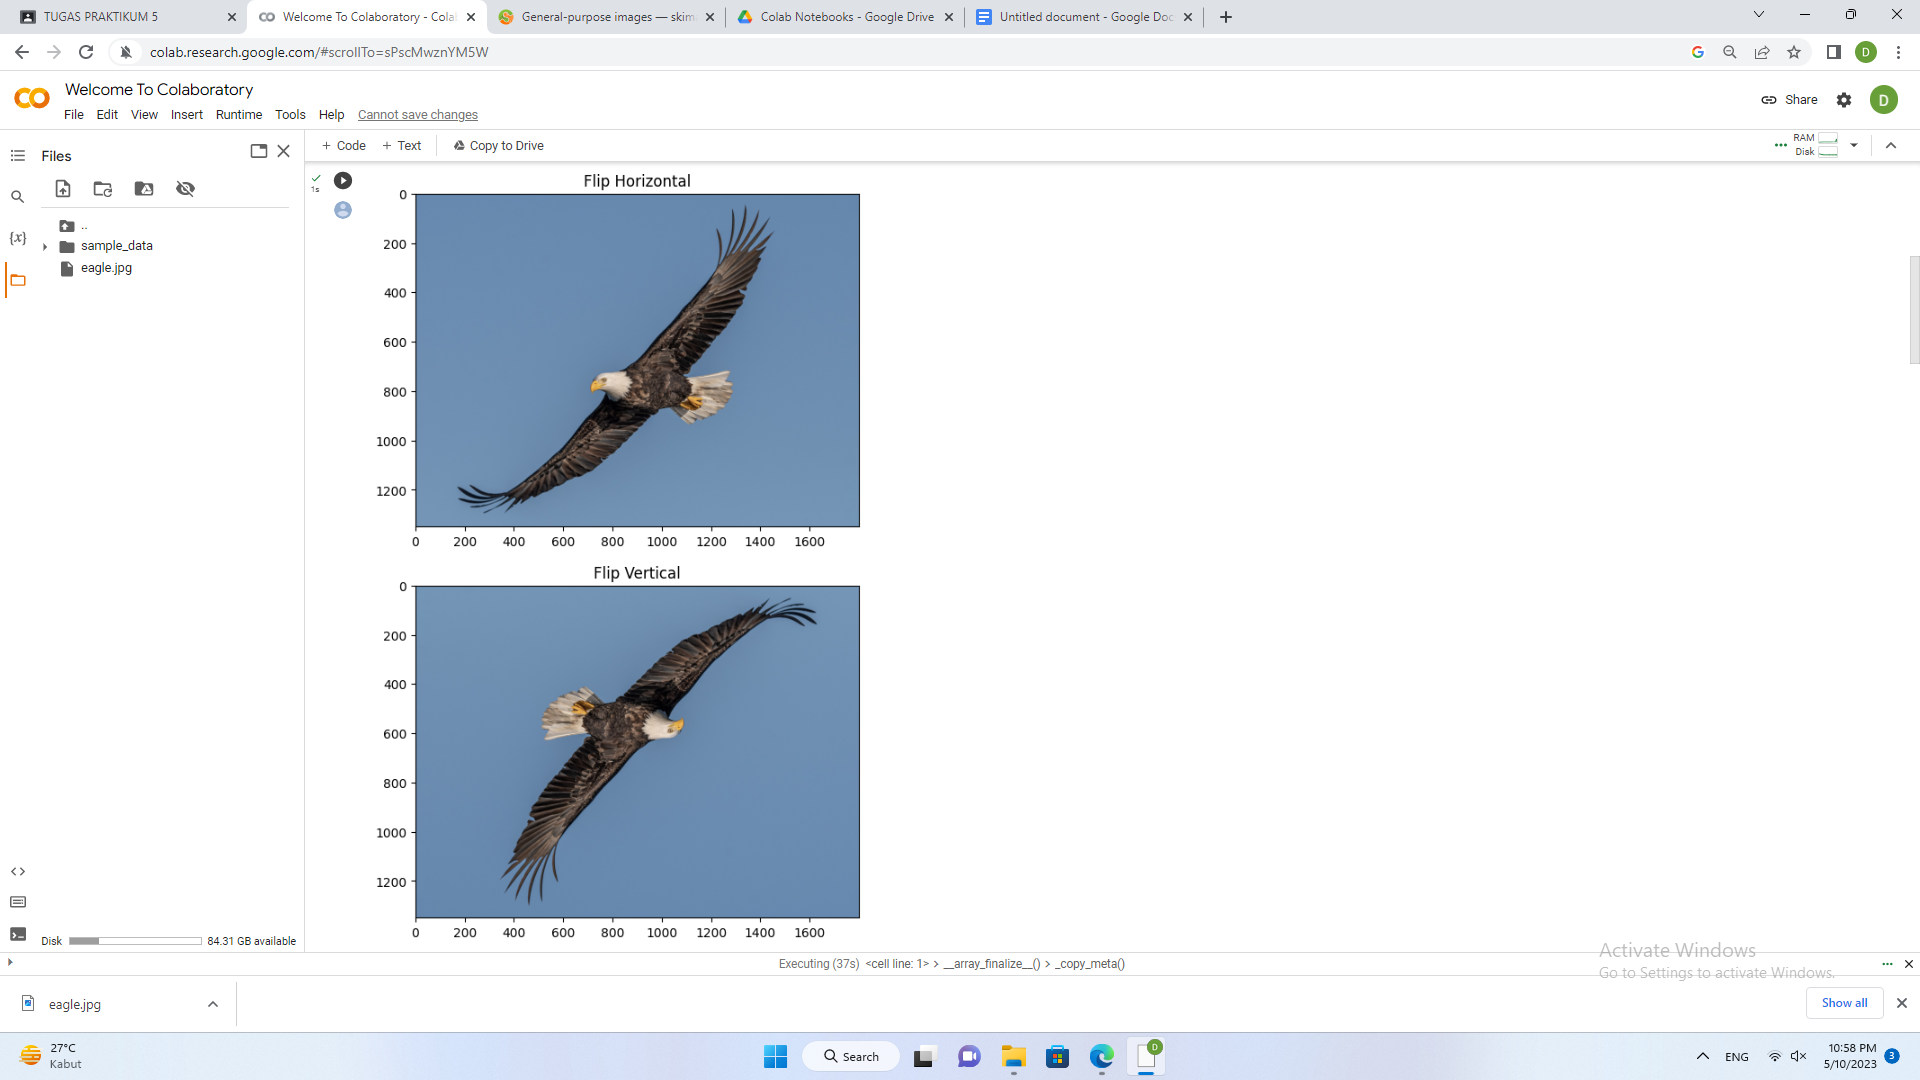 TUGAS PRAKTIKUM 5
Welcome To Colaboratory - Cola
General-purpose images — skim
Colab Notebooks - Google Drive
Untitled document - Google Doc
colab.research.google.com/#scrollTo=sPscMwznYM5W
D
Welcome To Colaboratory
File Edit View Insert Runtime Tools Help Cannot save changes
Share
D
Files
+ Code + Text Copy to Drive
RAM
Disk
{x}
..
sample_data
eagle.jpg
1s
Flip Horizontal
0
200
400
600
800
1000
1200
0 200 400 600 800 1000 1200 1400 1600
Flip Vertical
0
200
400
600
800
1000
1200
0 200 400 600 800 1000 1200 1400 1600
Disk 84.31 GB available
Executing (37s) <cell line: 1> > __array_finalize__() > _copy_meta()
Activate Windows
Go to Settings to activate Windows.
eagle.jpg
Show all
27°C
Kabut
Search
D
ENG
10:58 PM
5/10/2023
3